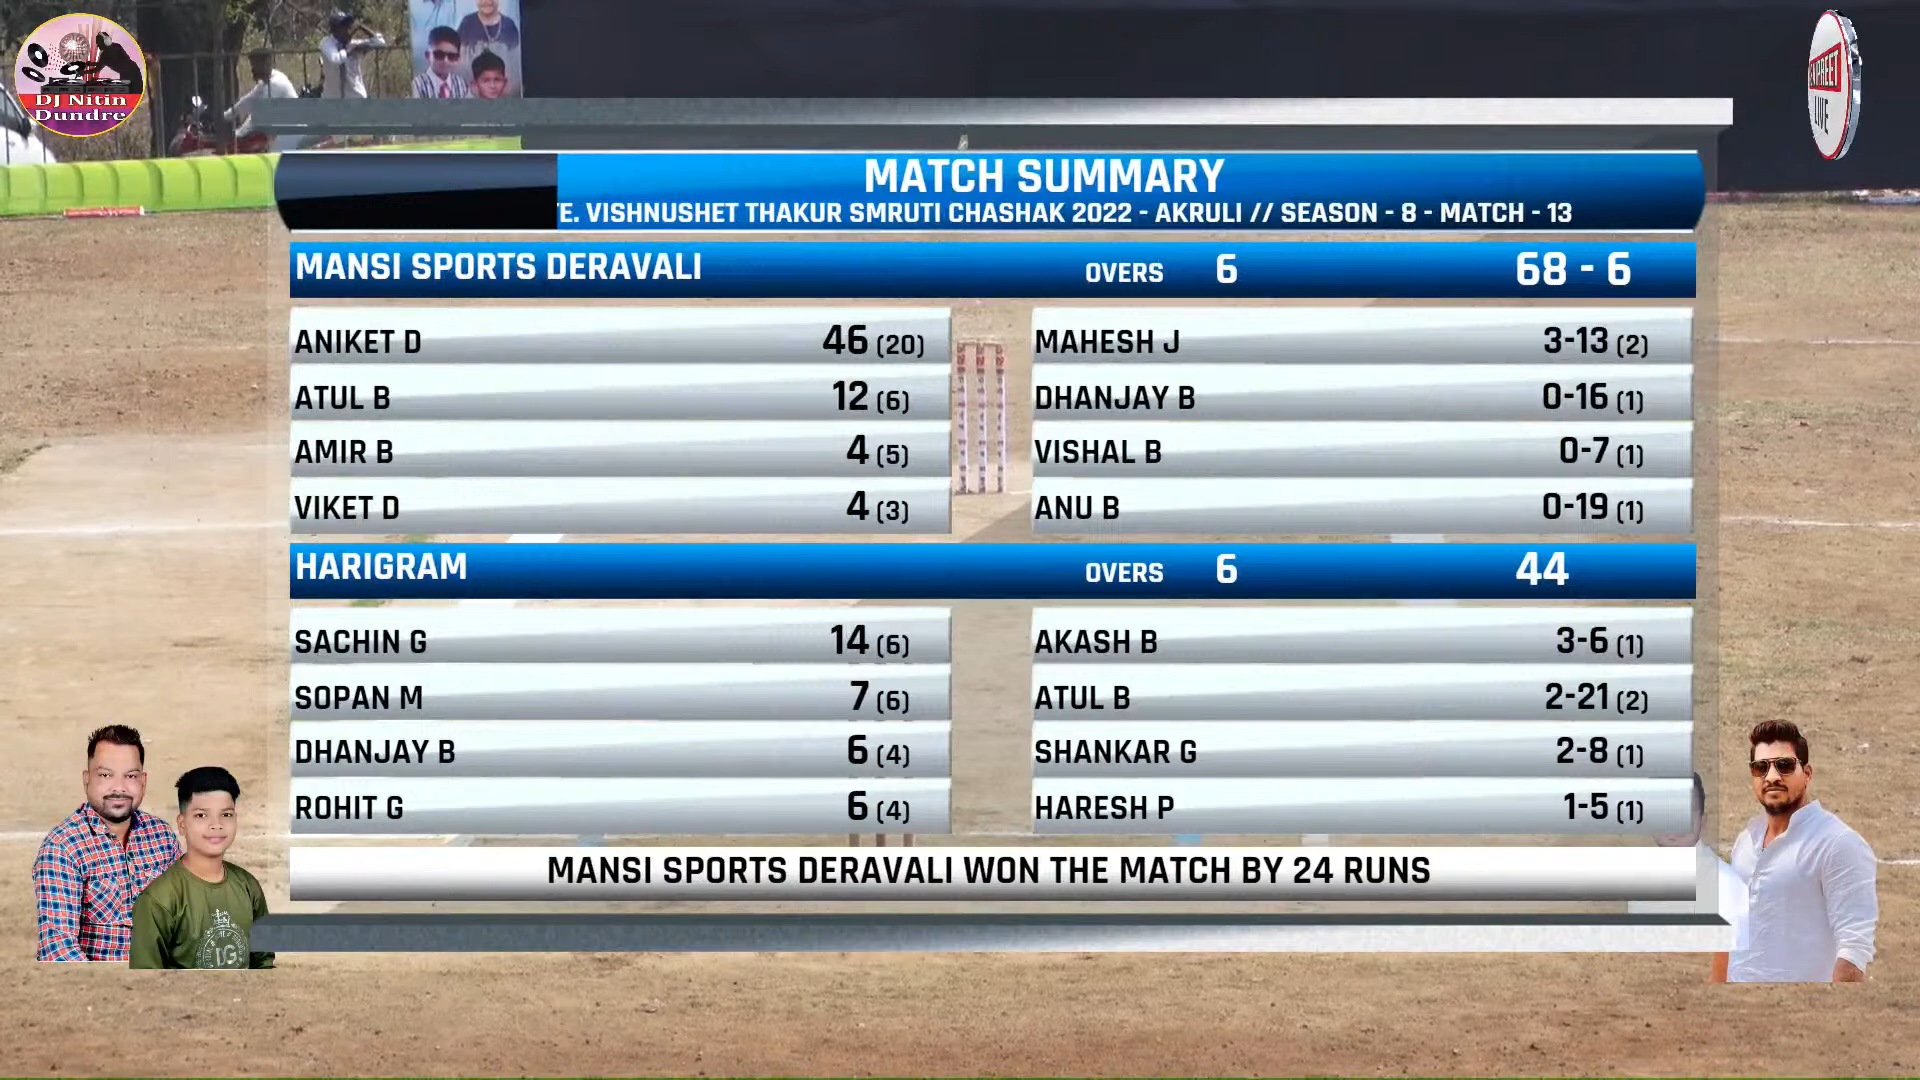 DJ Nitin
Dundre
LIVE
MATCH SUMMARY
E. VISHNUSHET THAKUR SMRUTI CHASHAK 2022 - AKRULI // SEASON - 8 - MATCH - 13
MANSI SPORTS DERAVALI OVERS 6 68 - 6
ANIKET D 46 (20) MAHESH J 3-13 (2)
ATUL B 12 (6) DHANJAY B 0-16 (1)
AMIR B 4 (5) VISHAL B 0-7 (1)
VIKET D 4 (3) ANU B 0-19 (1)
HARIGRAM OVERS 6 44
SACHIN G 14 (6) AKASH B 3-6 (1)
SOPAN M 7 (6) ATUL B 2-21 (2)
DHANJAY B 6 (4) SHANKAR G 2-8 (1)
ROHIT G 6 (4) HARESH P 1-5 (1)
MANSI SPORTS DERAVALI WON THE MATCH BY 24 RUNS
DG